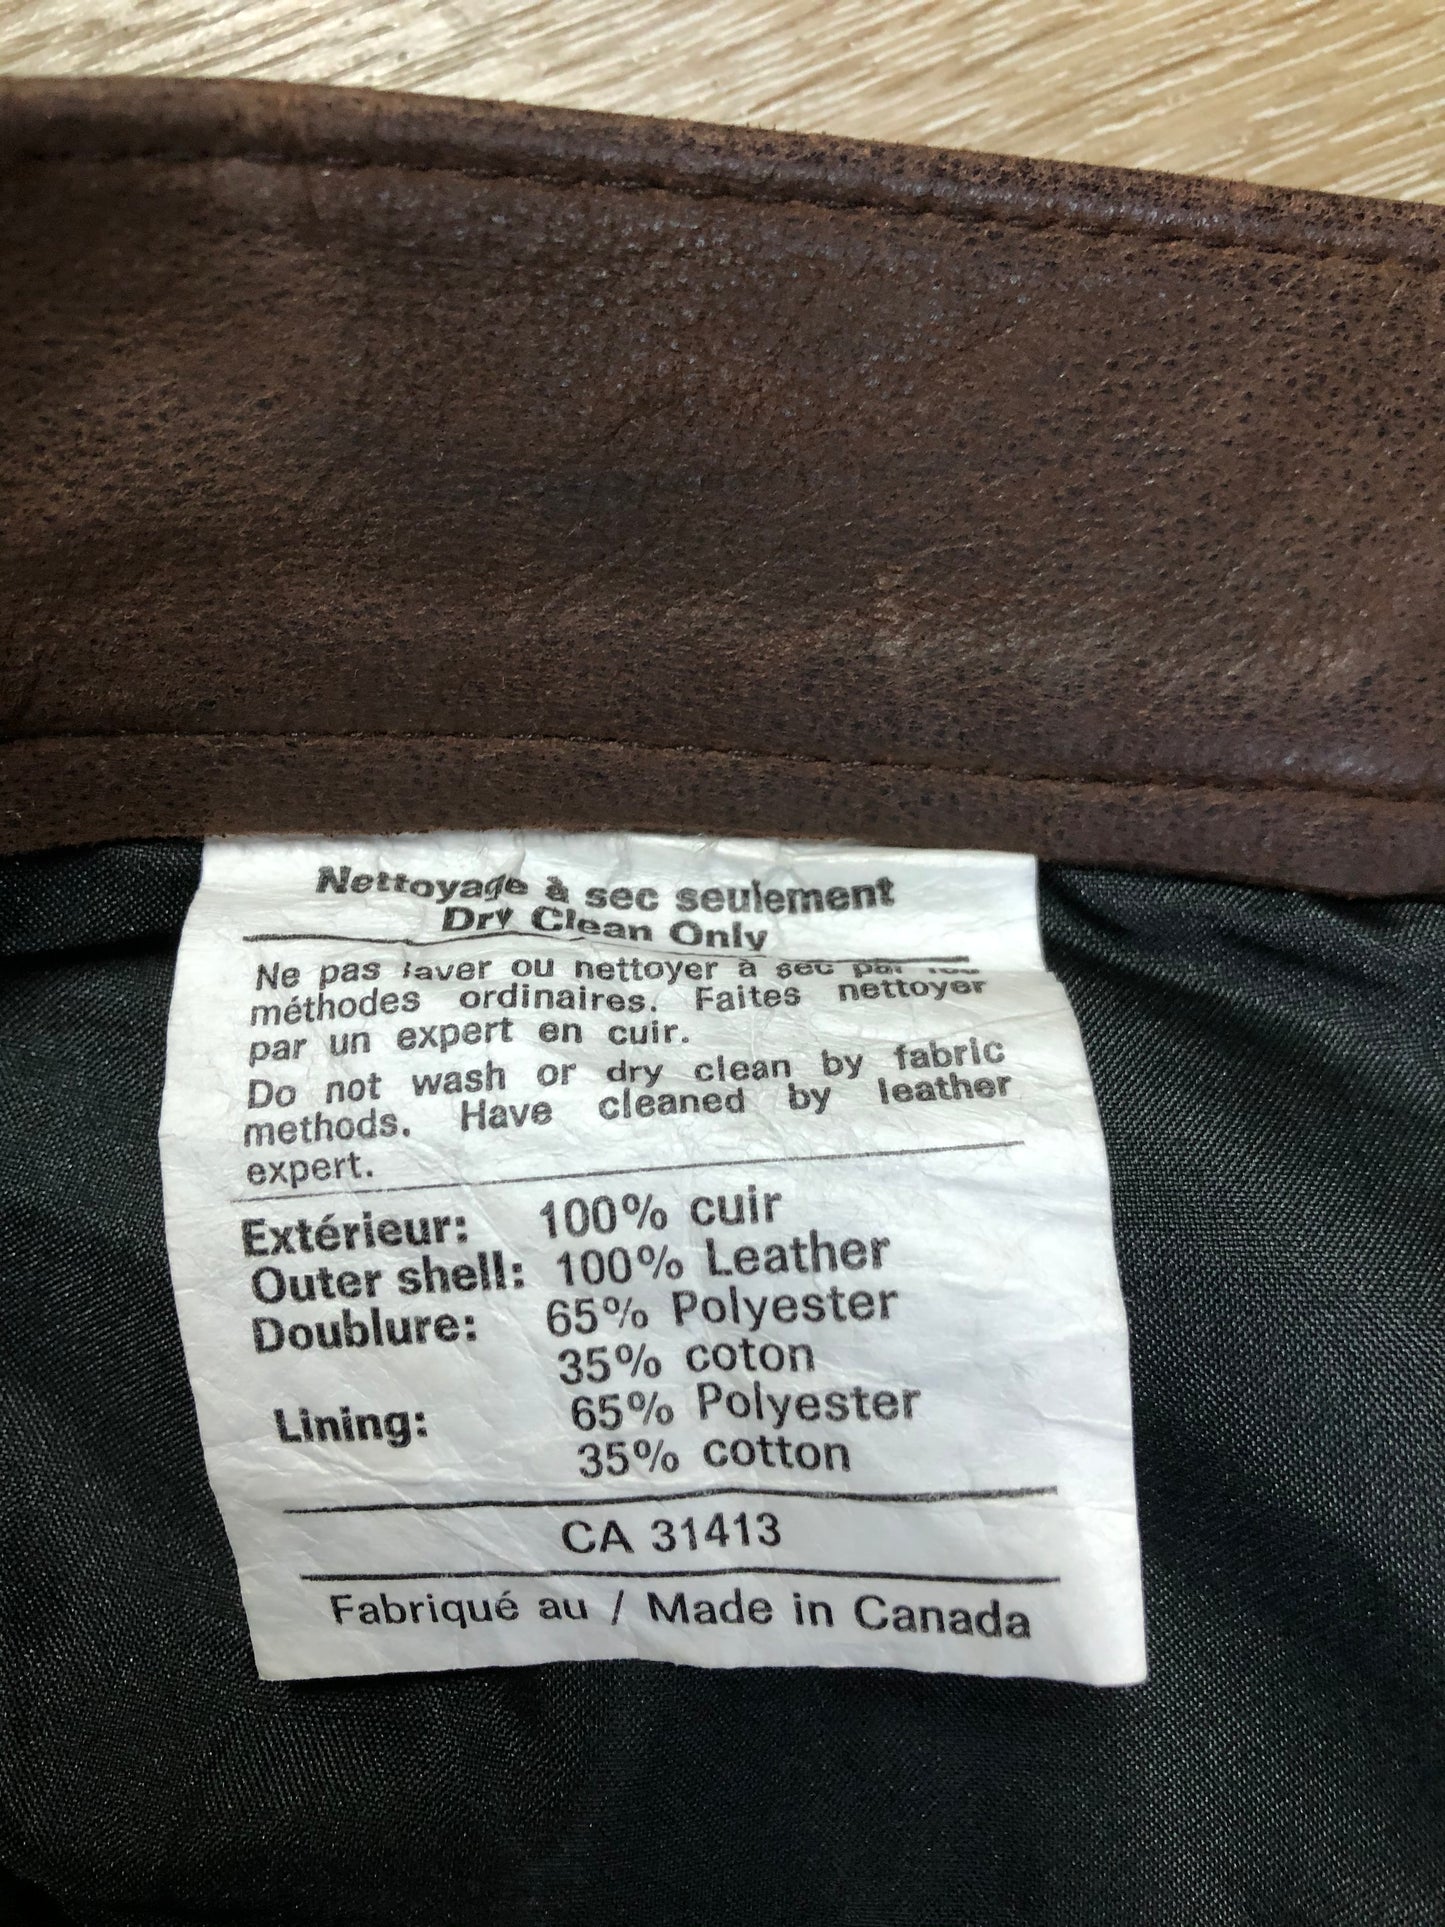 Nettoyage à sec seulement
Dry Clean Only
Ne pas laver ou nettoyer à sec par les
méthodes ordinaires. Faites nettoyer
par un expert en cuir.
Do not wash or dry clean by fabric
methods. Have cleaned by leather
expert.
Extérieur: 100% cuir
Outer shell: 100% Leather
Doublure: 65% Polyester
35% coton
Lining: 65% Polyester
35% cotton
CA 31413
Fabriqué au / Made in Canada